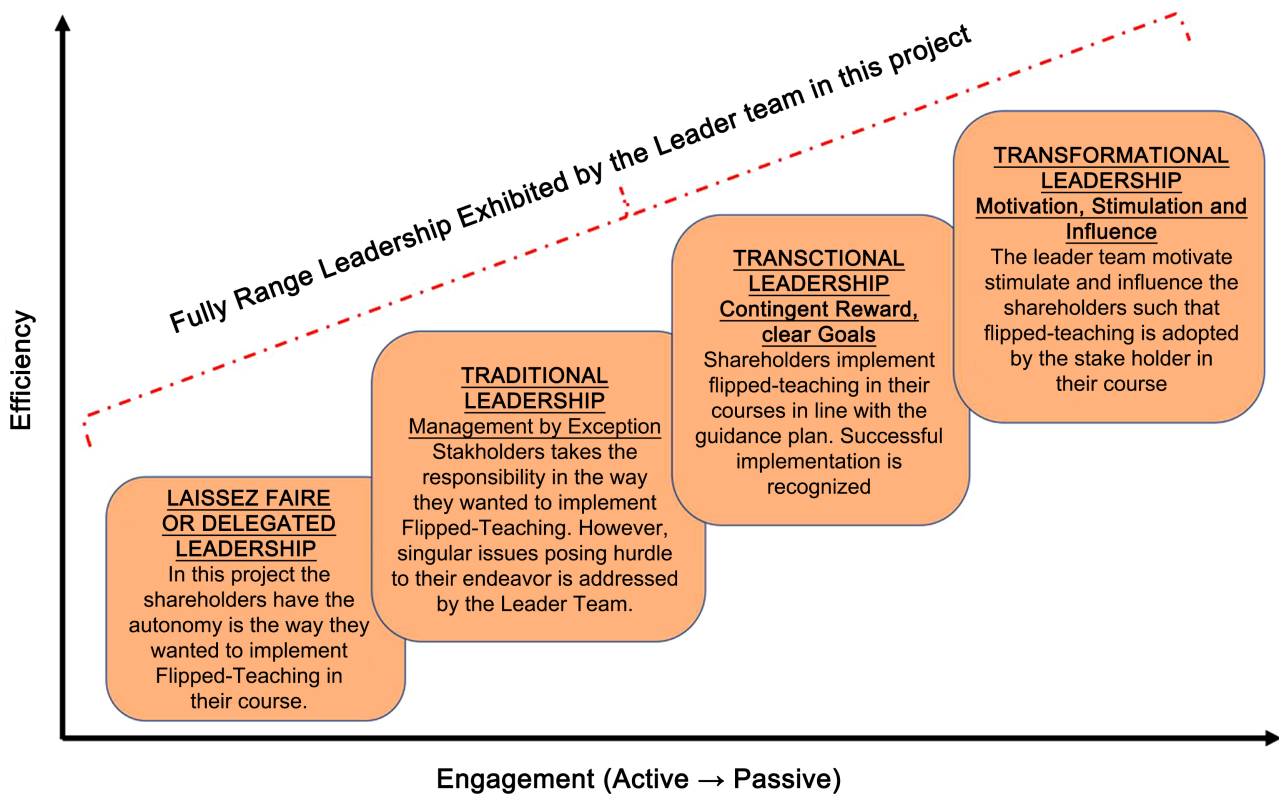 Efficiency
Fully Range Leadership Exhibited by the Leader team in this project
LAISSEZ FAIRE
OR DELEGATED
LEADERSHIP
In this project the
shareholders have the
autonomy is the way they
wanted to implement
Flipped-Teaching in
their course.
TRADITIONAL
LEADERSHIP
Management by Exception
Stakholders takes the
responsibility in the way
they wanted to implement
Flipped-Teaching. However,
singular issues posing hurdle
to their endeavor is addressed
by the Leader Team.
TRANSCTIONAL
LEADERSHIP
Contingent Reward,
clear Goals
Shareholders implement
flipped-teaching in their
courses in line with the
guidance plan. Successful
implementation is
recognized
TRANSFORMATIONAL
LEADERSHIP
Motivation, Stimulation and
Influence
The leader team motivate
stimulate and influence the
shareholders such that
flipped-teaching is adopted
by the stake holder in
their course
Engagement (Active → Passive)